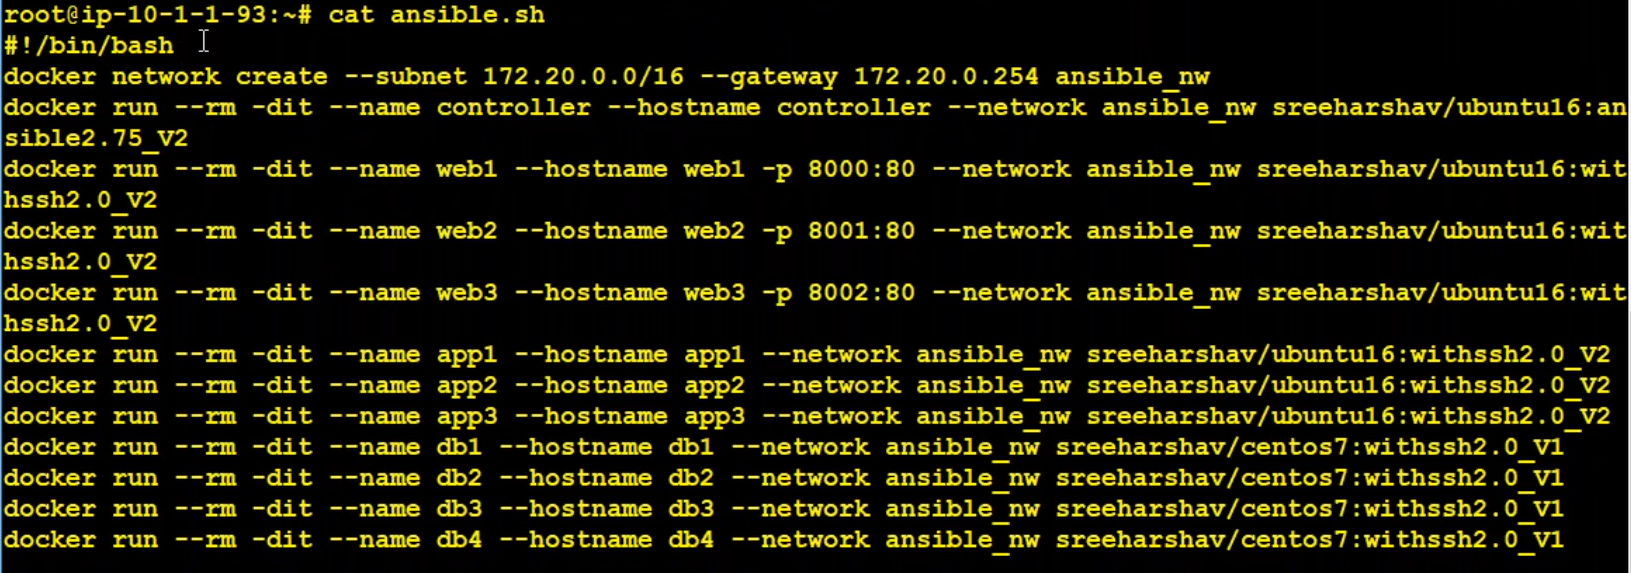 root@ip-10-1-1-93:~# cat ansible.sh
#!/bin/bash
docker network create --subnet 172.20.0.0/16 --gateway 172.20.0.254 ansible_nw
docker run --rm -dit --name controller --hostname controller --network ansible_nw sreeharshav/ubuntu16:an
sible2.75_V2
docker run --rm -dit --name web1 --hostname web1 -p 8000:80 --network ansible_nw sreeharshav/ubuntu16:wit
hssh2.0_V2
docker run --rm -dit --name web2 --hostname web2 -p 8001:80 --network ansible_nw sreeharshav/ubuntu16:wit
hssh2.0_V2
docker run --rm -dit --name web3 --hostname web3 -p 8002:80 --network ansible_nw sreeharshav/ubuntu16:wit
hssh2.0_V2
docker run --rm -dit --name app1 --hostname app1 --network ansible_nw sreeharshav/ubuntu16:withssh2.0_V2
docker run --rm -dit --name app2 --hostname app2 --network ansible_nw sreeharshav/ubuntu16:withssh2.0_V2
docker run --rm -dit --name app3 --hostname app3 --network ansible_nw sreeharshav/ubuntu16:withssh2.0_V2
docker run --rm -dit --name db1 --hostname db1 --network ansible_nw sreeharshav/centos7:withssh2.0_V1
docker run --rm -dit --name db2 --hostname db2 --network ansible_nw sreeharshav/centos7:withssh2.0_V1
docker run --rm -dit --name db3 --hostname db3 --network ansible_nw sreeharshav/centos7:withssh2.0_V1
docker run --rm -dit --name db4 --hostname db4 --network ansible_nw sreeharshav/centos7:withssh2.0_V1